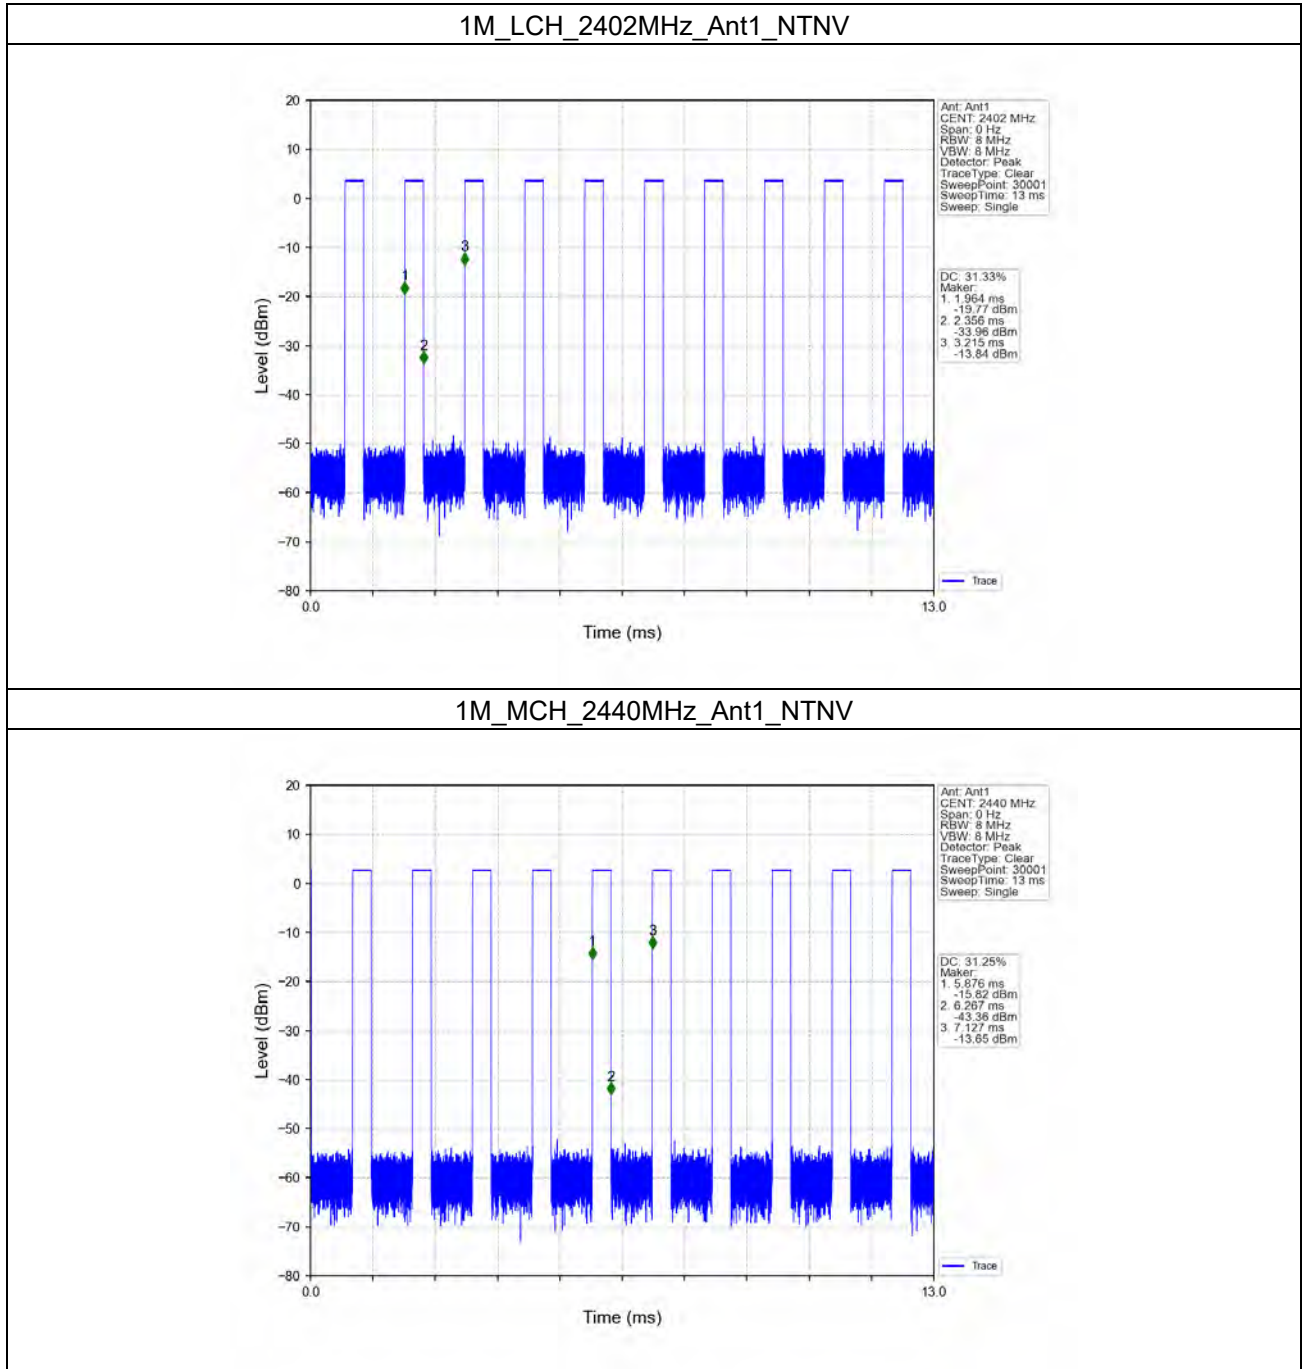 1M_LCH_2402MHz_Ant1_NTNV
20
10
0
−10
−20
−30
−40
−50
−60
−70
−80
Level (dBm)
1
2
3
0.0
13.0
Time (ms)
Ant: Ant1
CENT: 2402 MHz
Span: 0 Hz
RBW: 8 MHz
VBW: 8 MHz
Detector: Peak
TraceType: Clear
SweepPoint: 30001
SweepTime: 13 ms
Sweep: Single
DC: 31.33%
Maker:
1. 1.964 ms
-19.77 dBm
2. 2.356 ms
-33.96 dBm
3. 3.215 ms
-13.84 dBm
Trace
1M_MCH_2440MHz_Ant1_NTNV
20
10
0
−10
−20
−30
−40
−50
−60
−70
−80
Level (dBm)
1
2
3
0.0
13.0
Time (ms)
Ant: Ant1
CENT: 2440 MHz
Span: 0 Hz
RBW: 8 MHz
VBW: 8 MHz
Detector: Peak
TraceType: Clear
SweepPoint: 30001
SweepTime: 13 ms
Sweep: Single
DC: 31.25%
Maker:
1. 5.876 ms
-15.82 dBm
2. 6.267 ms
-43.36 dBm
3. 7.127 ms
-13.65 dBm
Trace